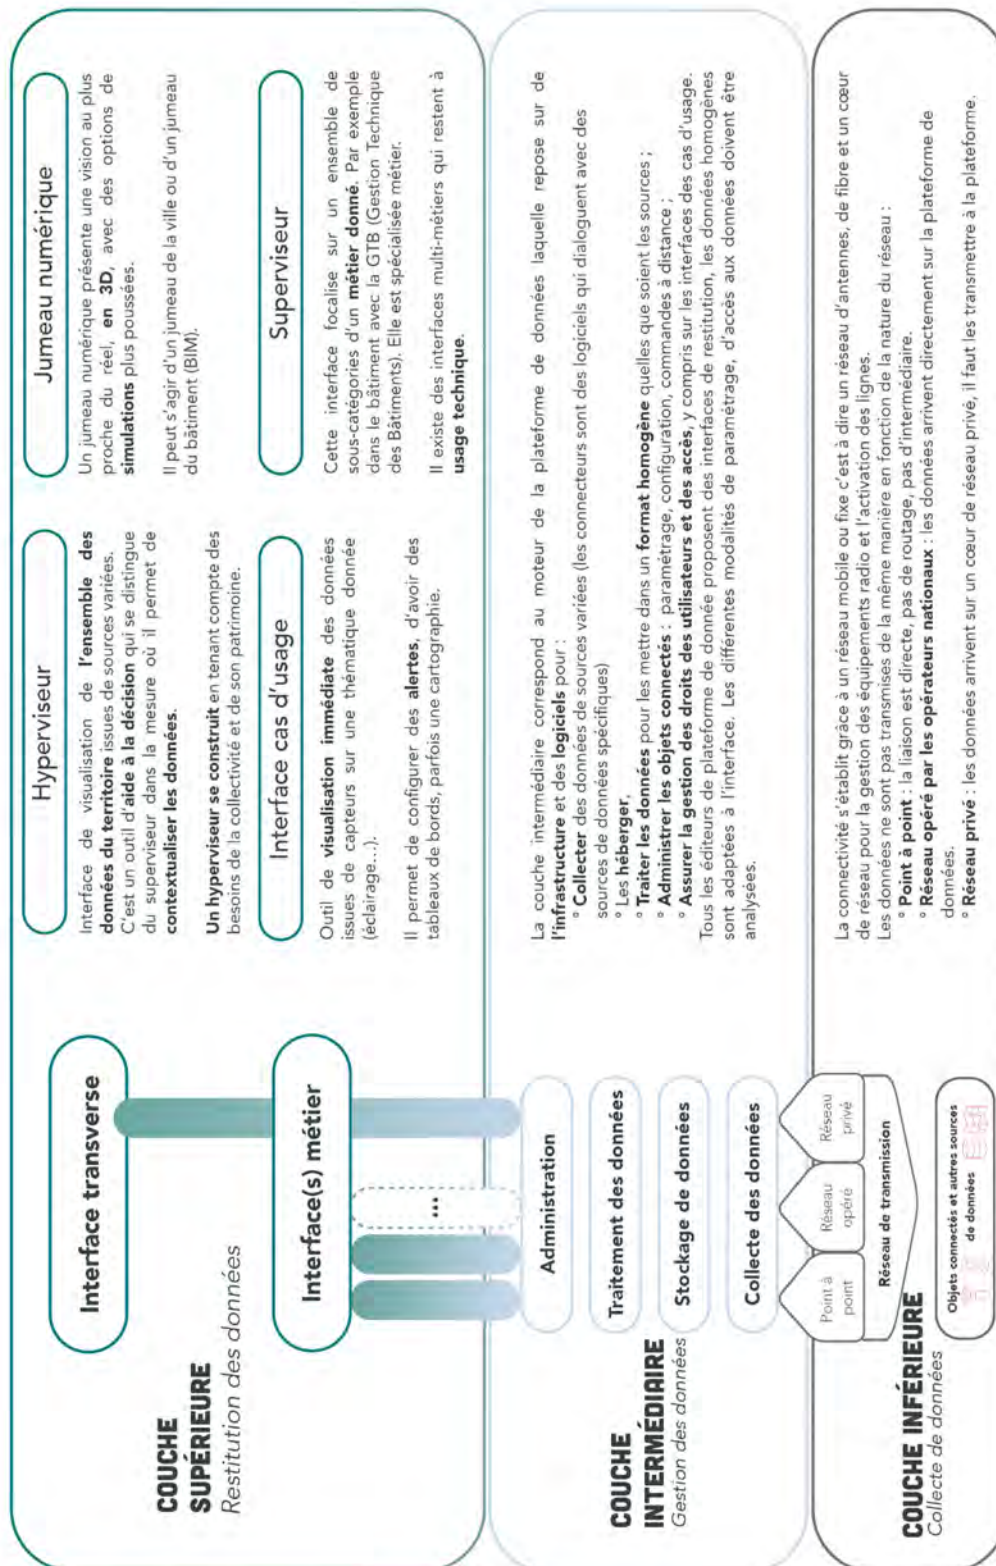 COUCHE
SUPÉRIEURE
Restitution des données
Interface transverse
Interface(s) métier
...
Hyperviseur
Interface de visualisation de l'ensemble des
données du territoire issues de sources variées.
C'est un outil d'aide à la décision qui se distingue
du superviseur dans la mesure où il permet de
contextualiser les données.
Un hyperviseur se construit en tenant compte des
besoins de la collectivité et de son patrimoine.
Jumeau numérique
Un jumeau numérique présente une vision au plus
proche du réel, en 3D, avec des options de
simulations plus poussées.
Il peut s'agir d'un jumeau de la ville ou d'un jumeau
du bâtiment (BIM).
Interface cas d'usage
Outil de visualisation immédiate des données
issues de capteurs sur une thématique donnée
(éclairage...).
Il permet de configurer des alertes, d'avoir des
tableaux de bords, parfois une cartographie.
Superviseur
Cette interface focalise sur un ensemble de
sous-catégories d'un métier donné. Par exemple
dans le bâtiment avec la GTB (Gestion Technique
des Bâtiments). Elle est spécialisée métier.
Il existe des interfaces multi-métiers qui restent à
usage technique.
COUCHE
INTERMÉDIAIRE
Gestion des données
Administration
Traitement des données
Stockage de données
Collecte des données
La couche intermédiaire correspond au moteur de la plateforme de données laquelle repose sur de
l'infrastructure et des logiciels pour :
° Collecter des données de sources variées (les connecteurs sont des logiciels qui dialoguent avec des
sources de données spécifiques)
° Les héberger,
° Traiter les données pour les mettre dans un format homogène quelles que soient les sources ;
° Administrer les objets connectés : paramétrage, configuration, commandes à distance ;
° Assurer la gestion des droits des utilisateurs et des accès, y compris sur les interfaces des cas d'usage.
Tous les éditeurs de plateforme de donnée proposent des interfaces de restitution, les données homogènes
sont adaptées à l'interface. Les différentes modalités de paramétrage, d'accès aux données doivent être
analysées.
COUCHE INFÉRIEURE
Collecte de données
Point à
point
Réseau
opéré
Réseau
privé
Réseau de transmission
Objets connectés et autres sources
de données
La connectivité s'établit grâce à un réseau mobile ou fixe c'est à dire un réseau d'antennes, de fibre et un cœur
de réseau pour la gestion des équipements radio et l'activation des lignes.
Les données ne sont pas transmises de la même manière en fonction de la nature du réseau :
° Point à point : la liaison est directe, pas de routage, pas d'intermédiaire.
° Réseau opéré par les opérateurs nationaux : les données arrivent directement sur la plateforme de
données.
° Réseau privé : les données arrivent sur un cœur de réseau privé, il faut les transmettre à la plateforme.